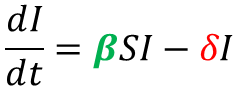 dI/dt = βSI − δI